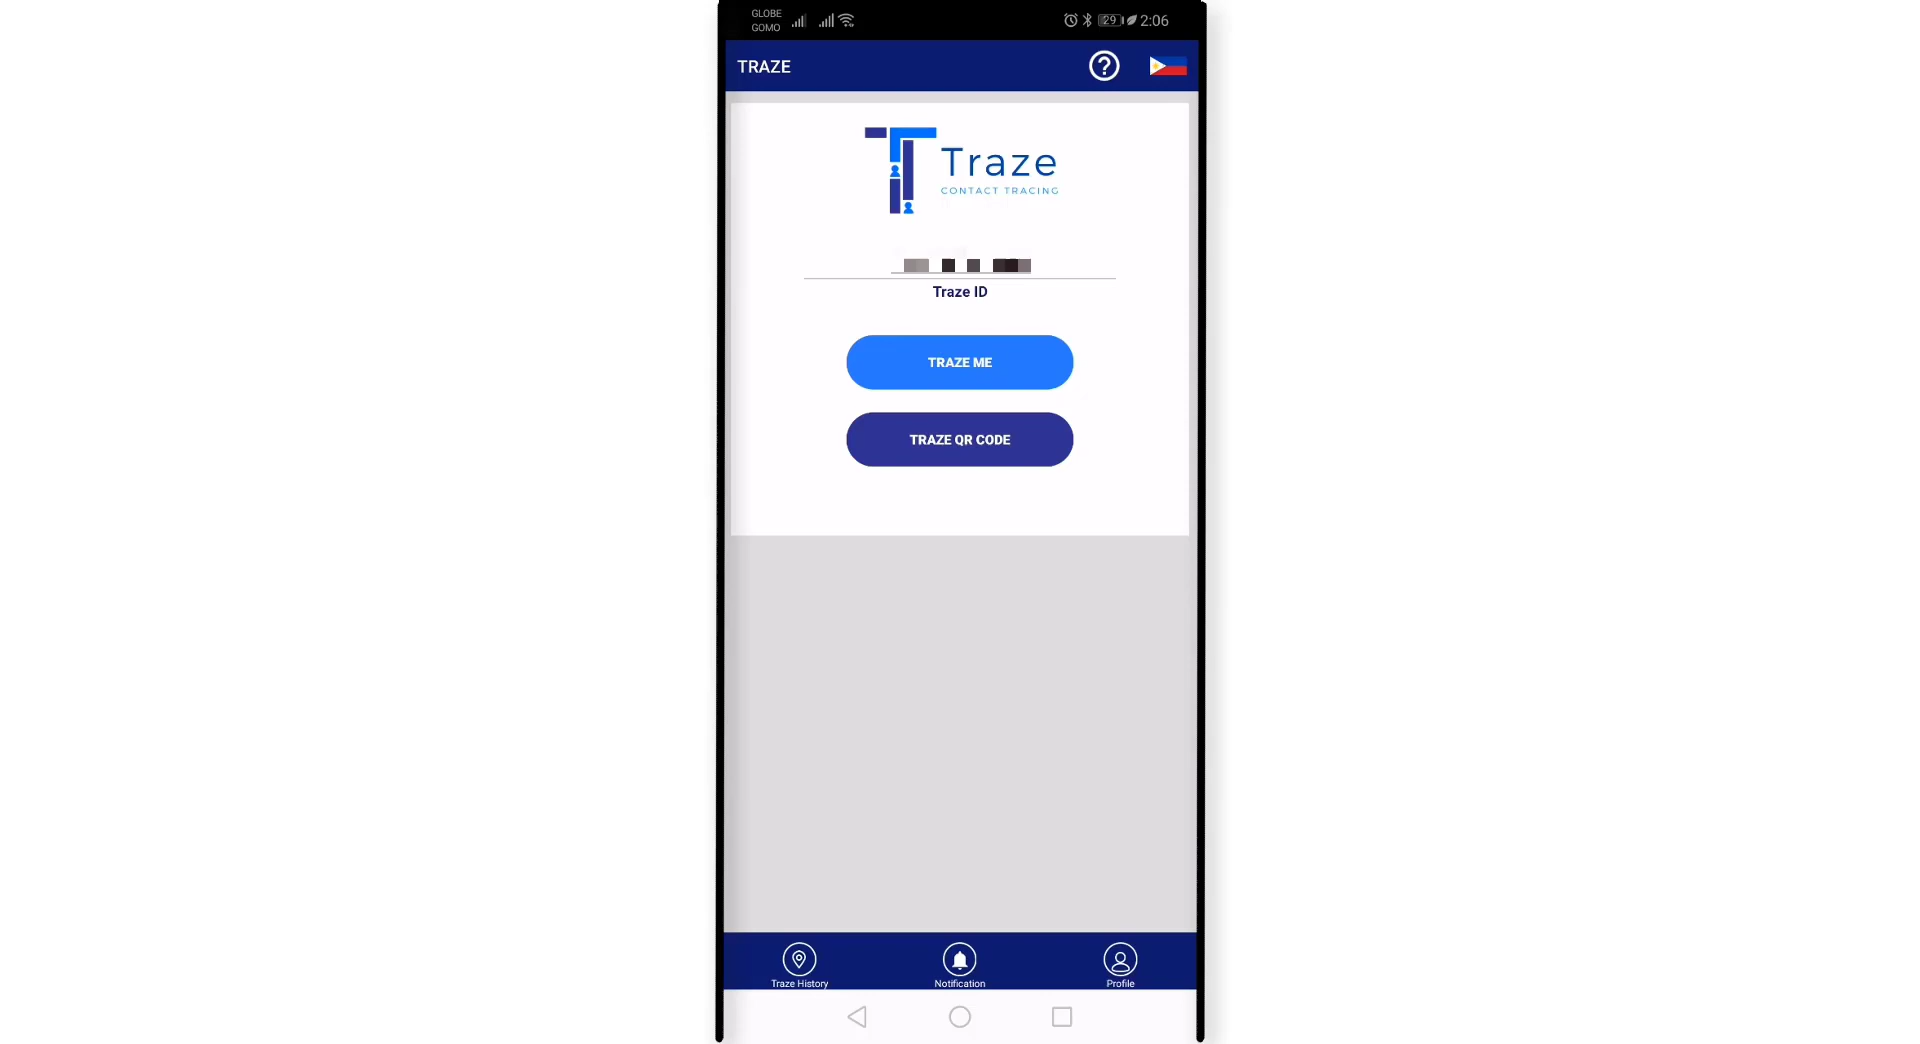 GLOBE
GOMO
29 2:06
TRAZE
Traze
CONTACT TRACING
Traze ID
TRAZE ME
TRAZE QR CODE
Traze History
Notification
Profile